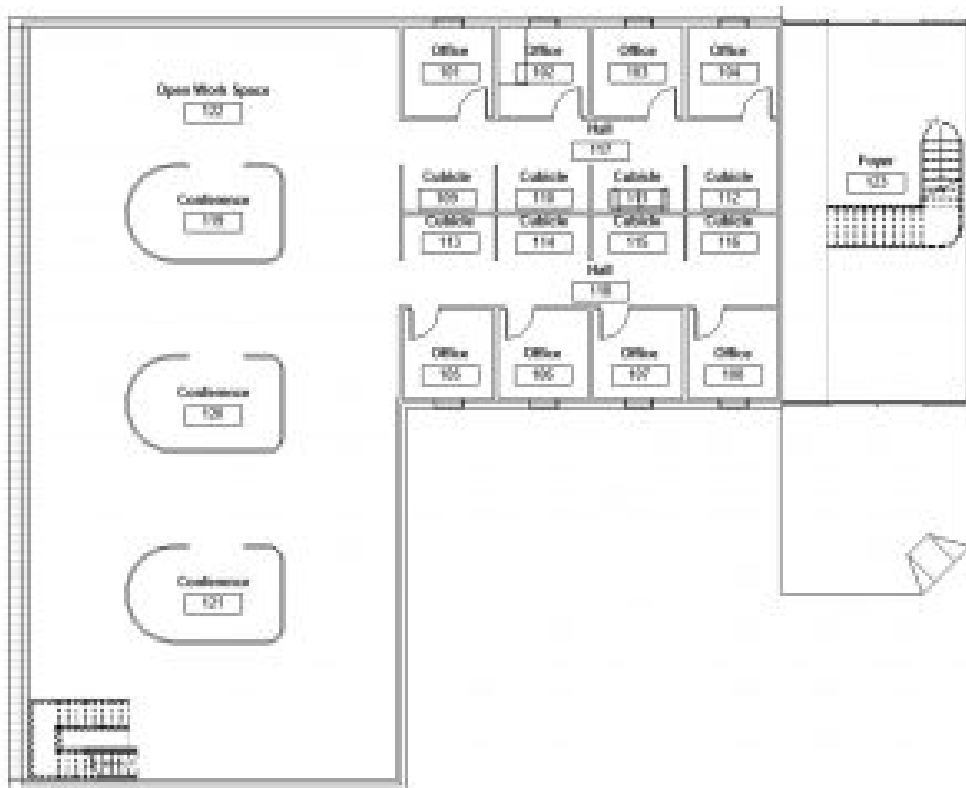 Office
101
Office
102
Office
103
Office
104
Open Work Space
122
Hall
117
Conference
119
Cubicle
109
Cubicle
110
Cubicle
111
Cubicle
112
Foyer
123
Cubicle
113
Cubicle
114
Cubicle
115
Cubicle
116
Hall
118
Office
105
Office
106
Office
107
Office
108
Conference
120
Conference
121